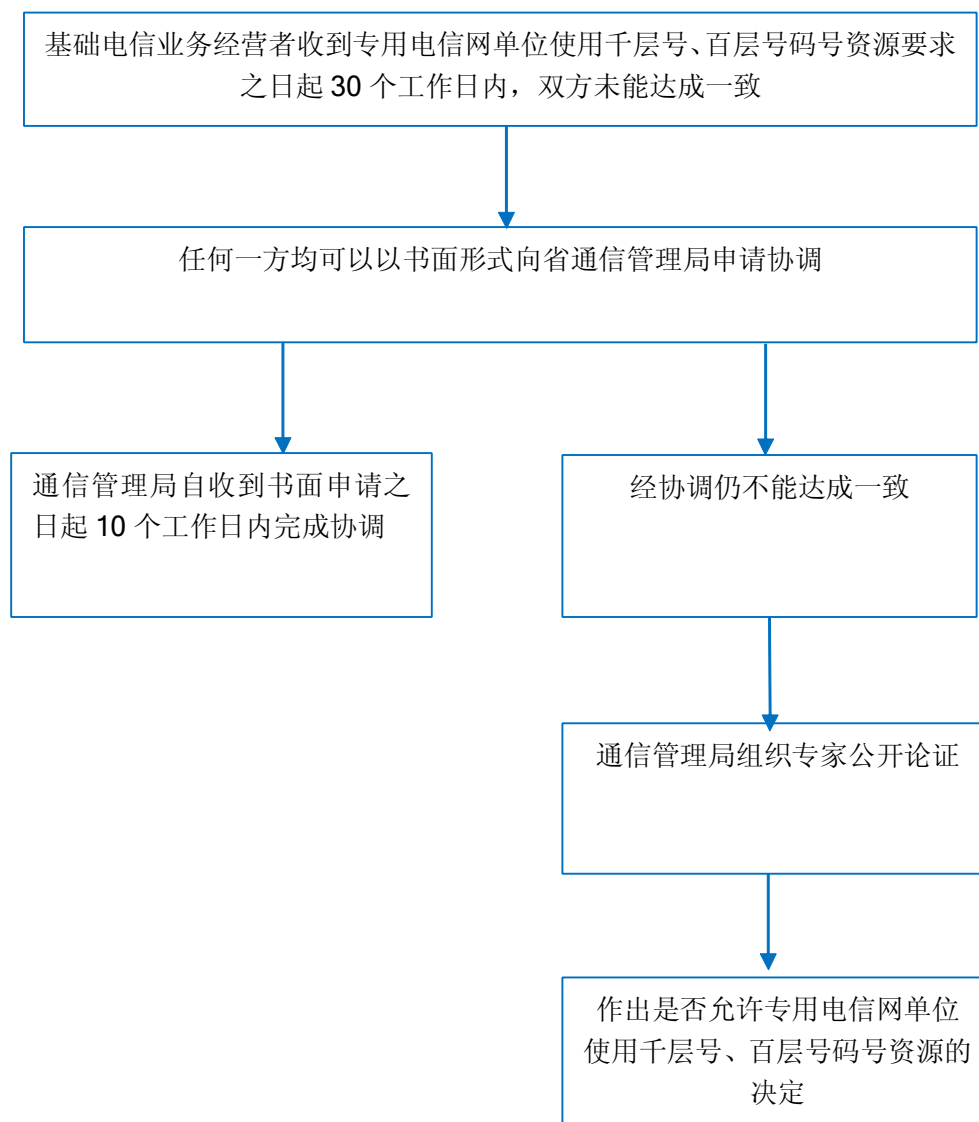 基础电信业务经营者收到专用电信网单位使用千层号、百层号码号资源要求
之日起 30 个工作日内，双方未能达成一致
任何一方均可以以书面形式向省通信管理局申请协调
通信管理局自收到书面申请之
日起 10 个工作日内完成协调
经协调仍不能达成一致
通信管理局组织专家公开论证
作出是否允许专用电信网单位
使用千层号、百层号码号资源的
决定